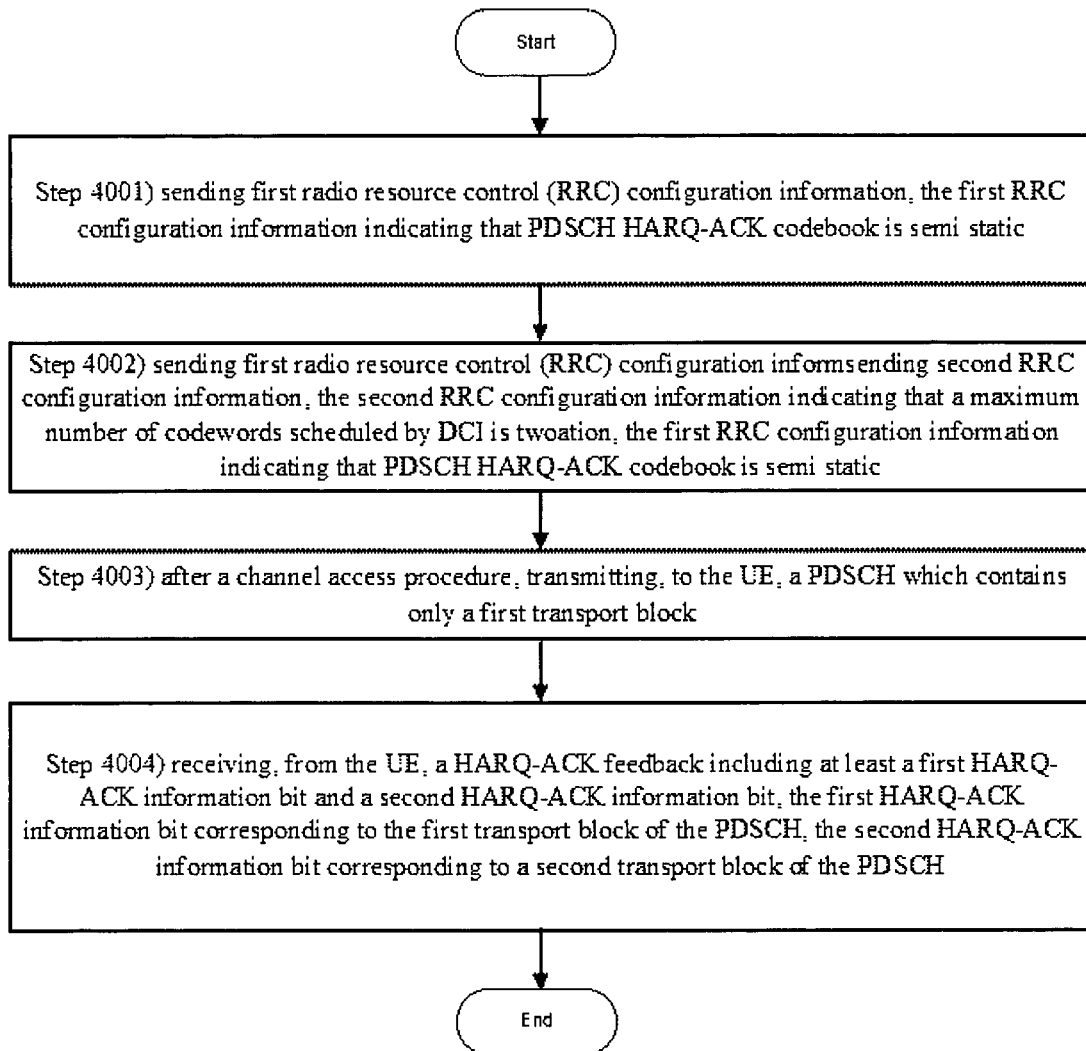 Start
Step 4001) sending first radio resource control (RRC) configuration information, the first RRC
configuration information indicating that PDSCH HARQ-ACK codebook is semi static
Step 4002) sending first radio resource control (RRC) configuration informsending second RRC
configuration information, the second RRC configuration information indicating that a maximum
number of codewords scheduled by DCI is twoation, the first RRC configuration information
indicating that PDSCH HARQ-ACK codebook is semi static
Step 4003) after a channel access procedure, transmitting, to the UE, a PDSCH which contains
only a first transport block
Step 4004) receiving, from the UE, a HARQ-ACK feedback including at least a first HARQ-
ACK information bit and a second HARQ-ACK information bit, the first HARQ-ACK
information bit corresponding to the first transport block of the PDSCH, the second HARQ-ACK
information bit corresponding to a second transport block of the PDSCH
End